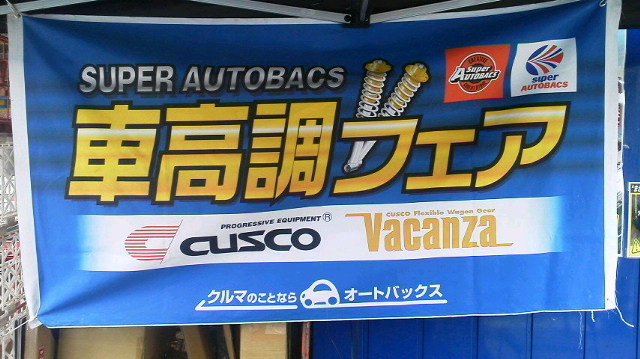 SUPER AUTOBACS
Super AUTOBACS
super AUTOBACS
車高調フェア
PROGRESSIVE EQUIPMENT®
CUSCO
CUSCO Flexible Wagon Gear
Vacanza
クルマのことなら オートバックス